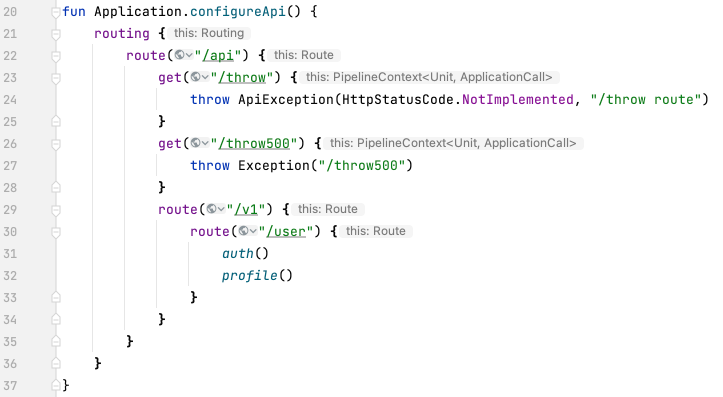 20 fun Application.configureApi() {
21     routing { this: Routing
22         route("/api") { this: Route
23             get("/throw") { this: PipelineContext<Unit, ApplicationCall>
24                 throw ApiException(HttpStatusCode.NotImplemented, "/throw route")
25             }
26             get("/throw500") { this: PipelineContext<Unit, ApplicationCall>
27                 throw Exception("/throw500")
28             }
29             route("/v1") { this: Route
30                 route("/user") { this: Route
31                     auth()
32                     profile()
33                 }
34             }
35         }
36     }
37 }